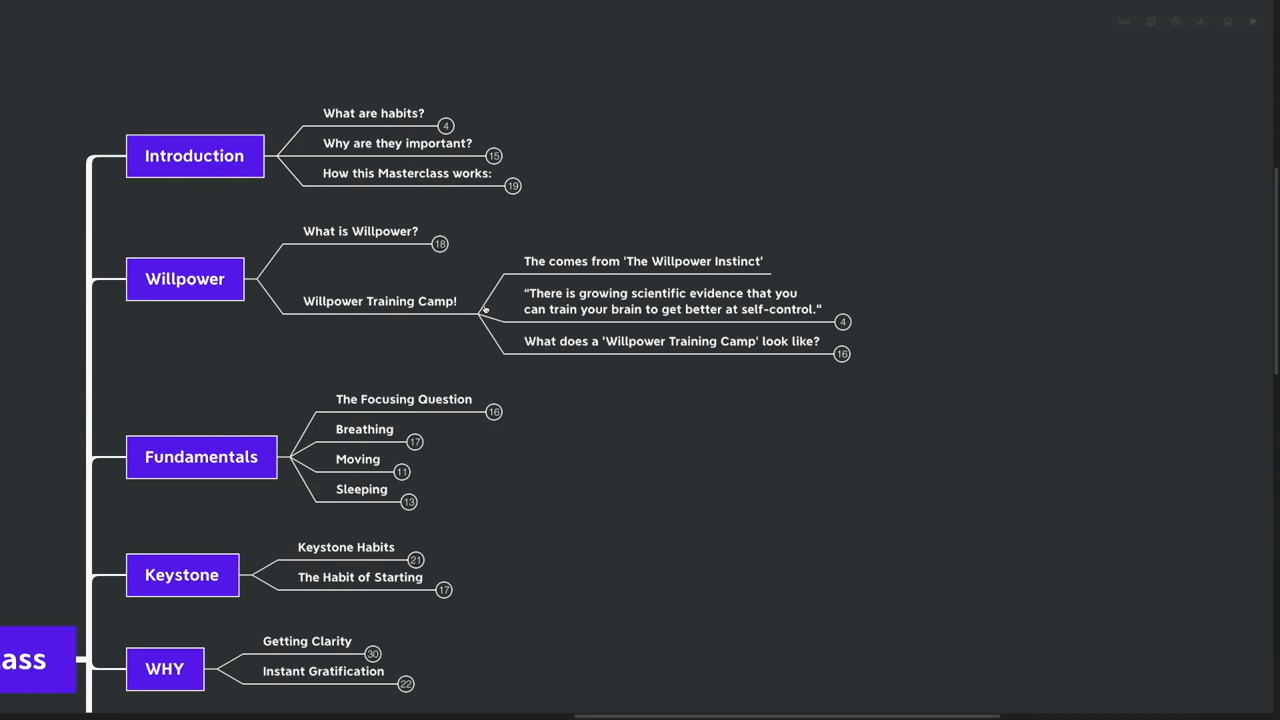 Introduction
What are habits?
4
Why are they important?
15
How this Masterclass works:
19
Willpower
What is Willpower?
18
Willpower Training Camp!
The comes from 'The Willpower Instinct'
"There is growing scientific evidence that you
can train your brain to get better at self-control."
4
What does a 'Willpower Training Camp' look like?
16
Fundamentals
The Focusing Question
16
Breathing
17
Moving
11
Sleeping
13
Keystone
Keystone Habits
21
The Habit of Starting
17
ass
WHY
Getting Clarity
30
Instant Gratification
22